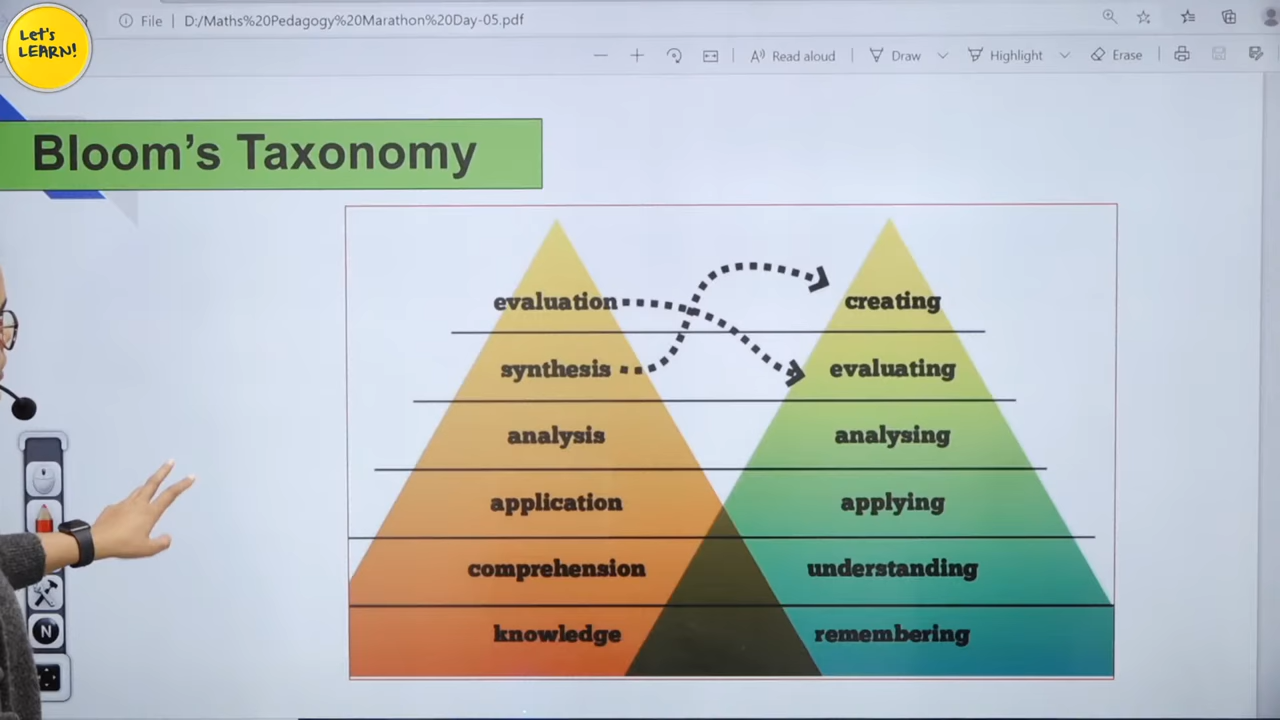 Let's
LEARN!
File
D:/Maths%20Pedagogy%20Marathon%20Day-05.pdf
Read aloud
Draw
Highlight
Erase
Bloom's Taxonomy
evaluation
creating
synthesis
evaluating
analysis
analysing
application
applying
comprehension
understanding
knowledge
remembering
N